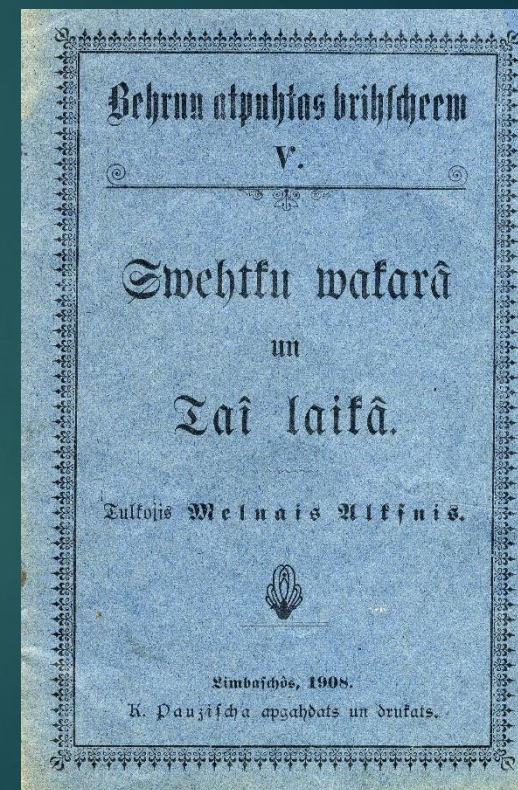 Behrnu atpuhtas brihscheem
V.
Swehtku wakarâ
un
Taî laikâ.
Tulkojis Melnais Alkſnis.
Limbaſchôs, 1908.
K. Pauziſcha apgahdats un drukats.